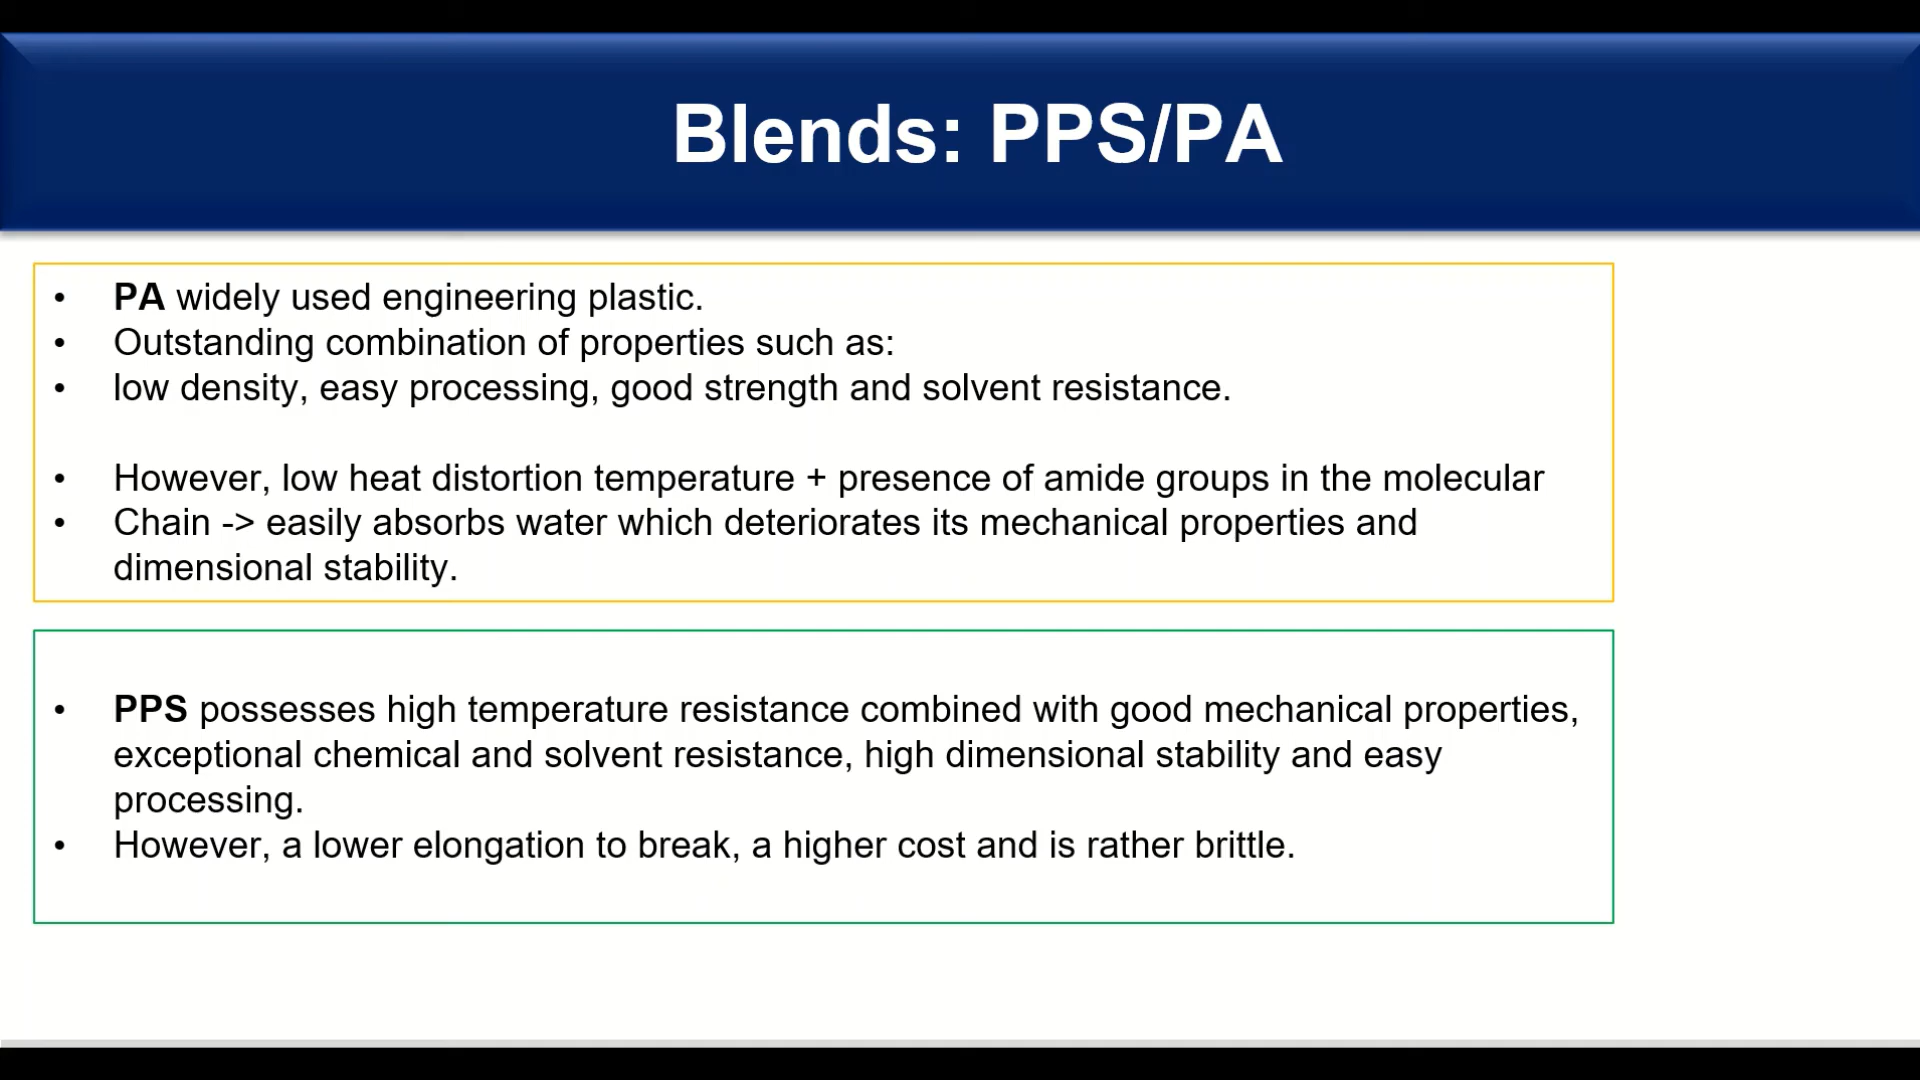 Blends: PPS/PA
• PA widely used engineering plastic.
• Outstanding combination of properties such as:
• low density, easy processing, good strength and solvent resistance.
• However, low heat distortion temperature + presence of amide groups in the molecular
• Chain -> easily absorbs water which deteriorates its mechanical properties and
dimensional stability.
• PPS possesses high temperature resistance combined with good mechanical properties,
exceptional chemical and solvent resistance, high dimensional stability and easy
processing.
• However, a lower elongation to break, a higher cost and is rather brittle.